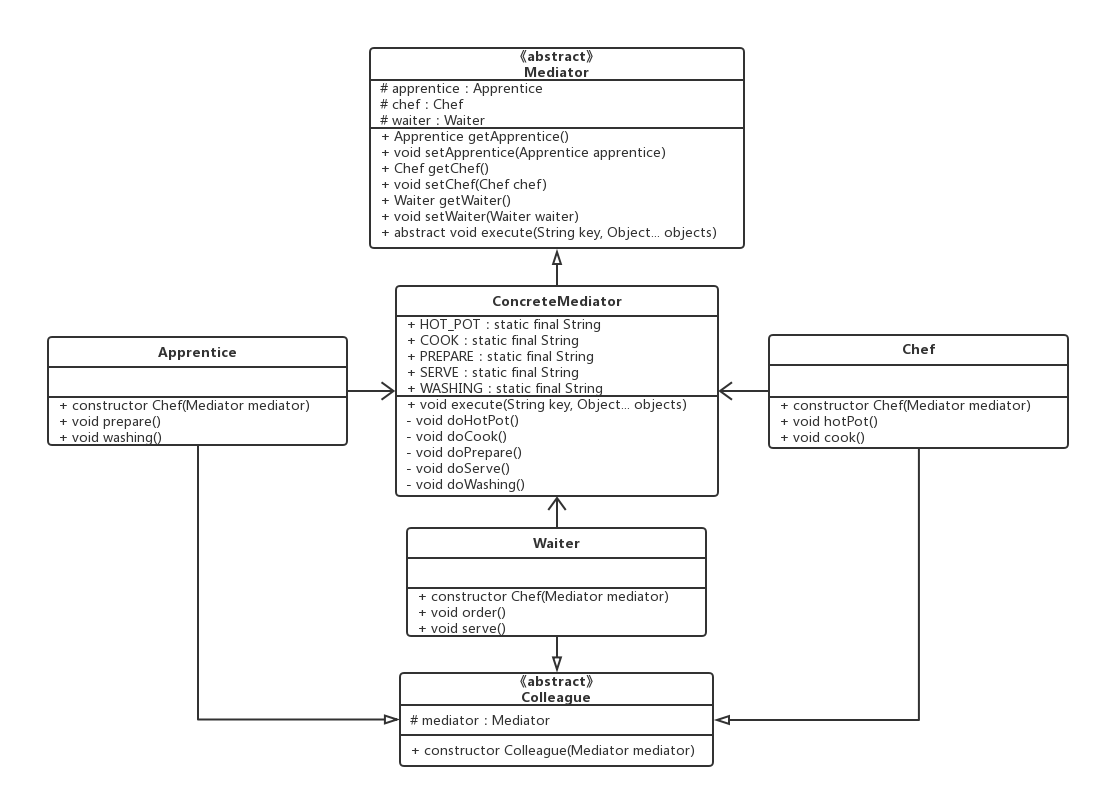 《abstract》
Mediator
# apprentice : Apprentice
# chef : Chef
# waiter : Waiter
+ Apprentice getApprentice()
+ void setApprentice(Apprentice apprentice)
+ Chef getChef()
+ void setChef(Chef chef)
+ Waiter getWaiter()
+ void setWaiter(Waiter waiter)
+ abstract void execute(String key, Object... objects)
ConcreteMediator
+ HOT_POT : static final String
+ COOK : static final String
+ PREPARE : static final String
+ SERVE : static final String
+ WASHING : static final String
+ void execute(String key, Object... objects)
- void doHotPot()
- void doCook()
- void doPrepare()
- void doServe()
- void doWashing()
Apprentice
+ constructor Chef(Mediator mediator)
+ void prepare()
+ void washing()
Chef
+ constructor Chef(Mediator mediator)
+ void hotPot()
+ void cook()
Waiter
+ constructor Chef(Mediator mediator)
+ void order()
+ void serve()
《abstract》
Colleague
# mediator : Mediator
+ constructor Colleague(Mediator mediator)